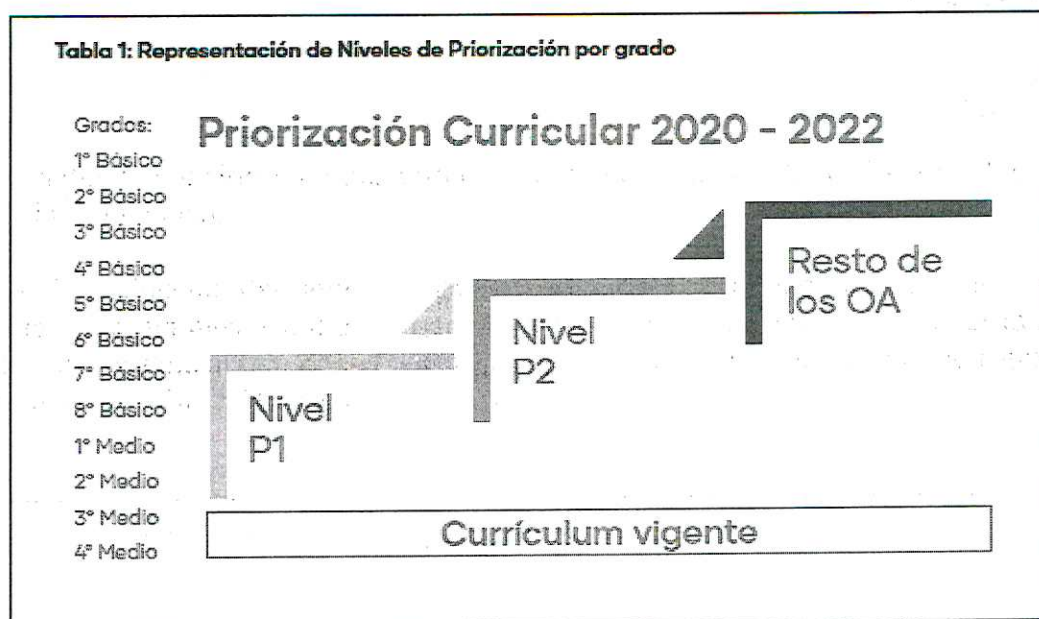 Tabla 1: Representación de Niveles de Priorización por grado
Grados:
Priorización Curricular 2020 - 2022
1° Básico
2° Básico
3° Básico
4° Básico
5° Básico
6° Básico
7° Básico
8° Básico
1° Medio
2° Medio
3° Medio
4° Medio
Nivel
P1
Nivel
P2
Resto de
los OA
Currículum vigente